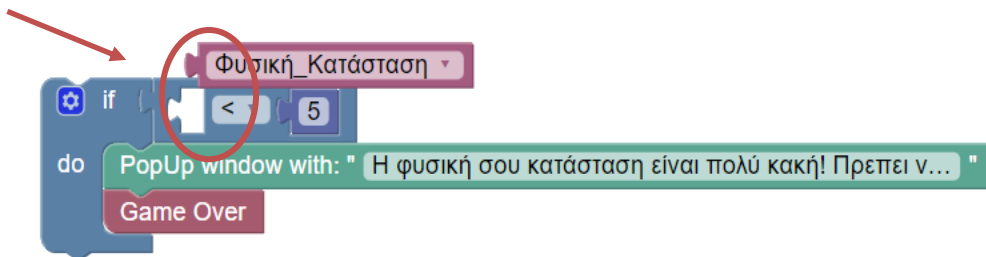 Φυσική_Κατάσταση
if < 5
do PopUp window with: " Η φυσική σου κατάσταση είναι πολύ κακή! Πρεπει ν... "
Game Over